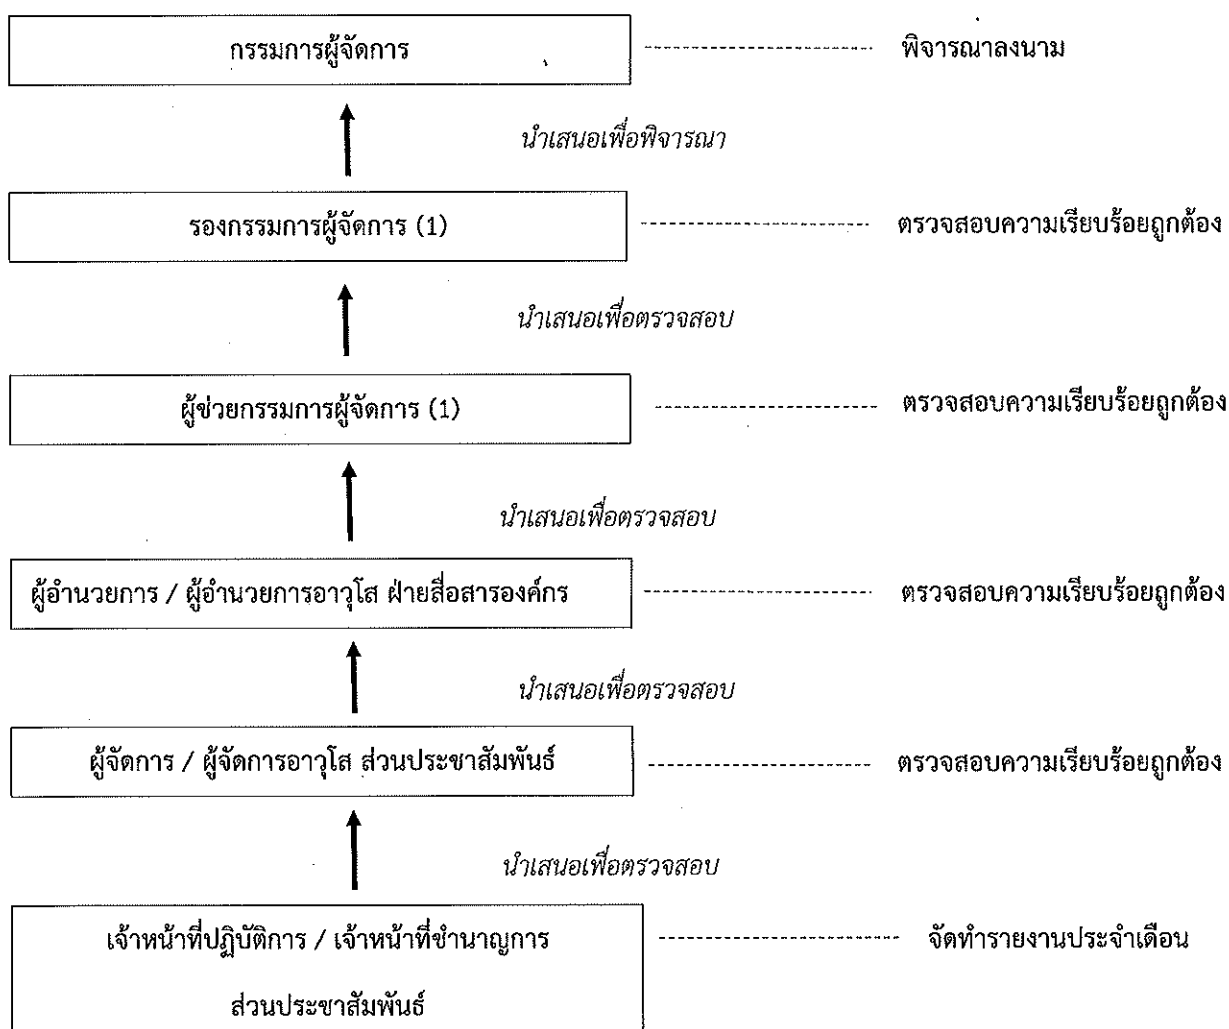 กรรมการผู้จัดการ
พิจารณาลงนาม
นำเสนอเพื่อพิจารณา
รองกรรมการผู้จัดการ (1)
ตรวจสอบความเรียบร้อยถูกต้อง
นำเสนอเพื่อตรวจสอบ
ผู้ช่วยกรรมการผู้จัดการ (1)
ตรวจสอบความเรียบร้อยถูกต้อง
นำเสนอเพื่อตรวจสอบ
ผู้อำนวยการ / ผู้อำนวยการอาวุโส ฝ่ายสื่อสารองค์กร
ตรวจสอบความเรียบร้อยถูกต้อง
นำเสนอเพื่อตรวจสอบ
ผู้จัดการ / ผู้จัดการอาวุโส ส่วนประชาสัมพันธ์
ตรวจสอบความเรียบร้อยถูกต้อง
นำเสนอเพื่อตรวจสอบ
เจ้าหน้าที่ปฏิบัติการ / เจ้าหน้าที่ชำนาญการ
ส่วนประชาสัมพันธ์
จัดทำรายงานประจำเดือน